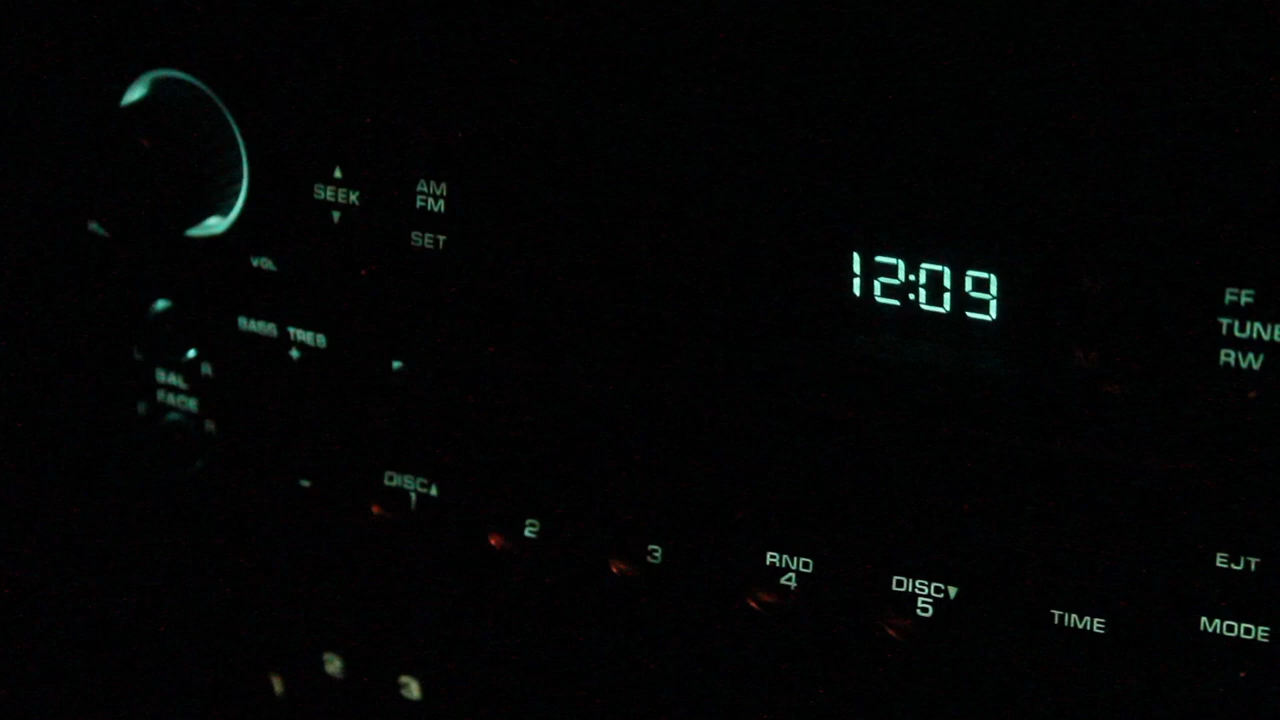 ▲
SEEK
▼
AM
FM
SET
VOL
12:09
FF
TUNE
RW
BASS TREB
+
R
BAL
FADE
R
-
DISC▲
1
2
3
RND
4
DISC▼
5
TIME
EJT
MODE
1 2 3